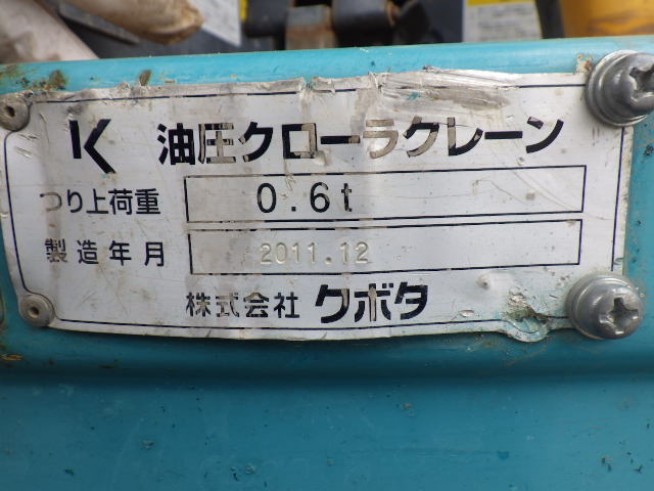 K 油圧クローラクレーン
つり上荷重 0.6t
製造年月 2011.12
株式会社 クボタ